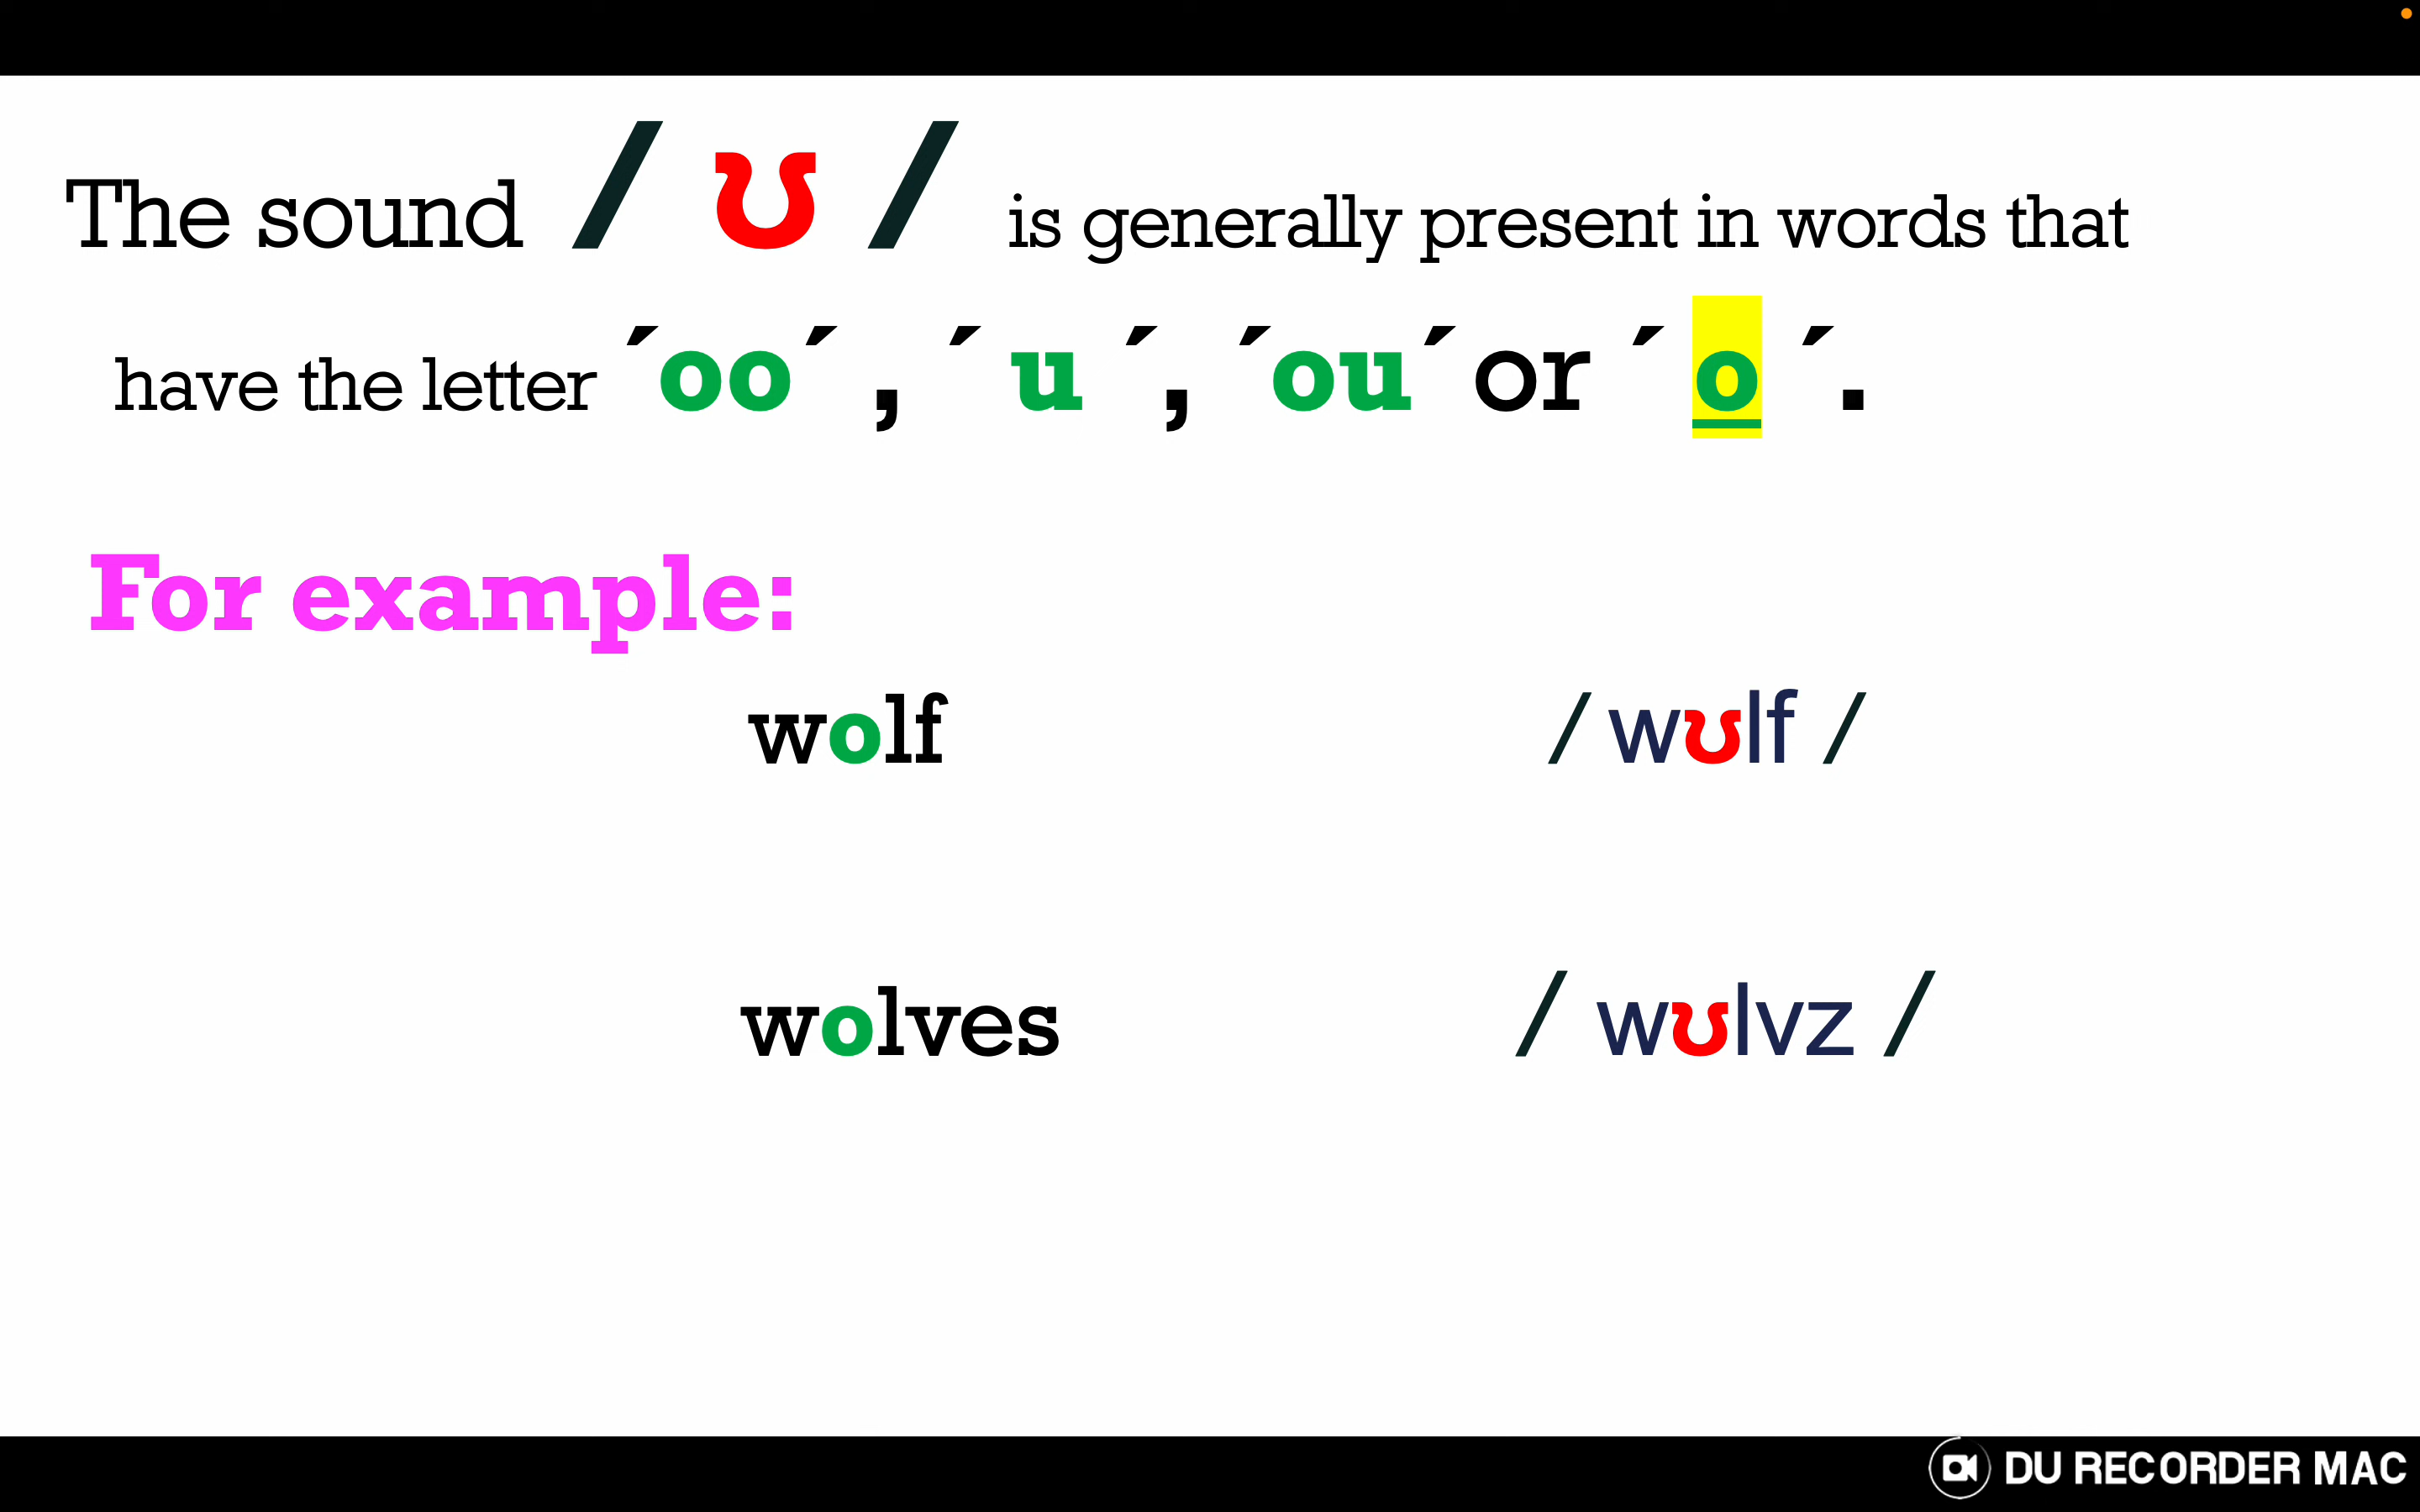 The sound / ʊ / is generally present in words that
have the letter ´oo´, ´ u ´, ´ou´ or ´ o ´.
For example:
wolf / wʊlf /
wolves / wʊlvz /
DU RECORDER MAC